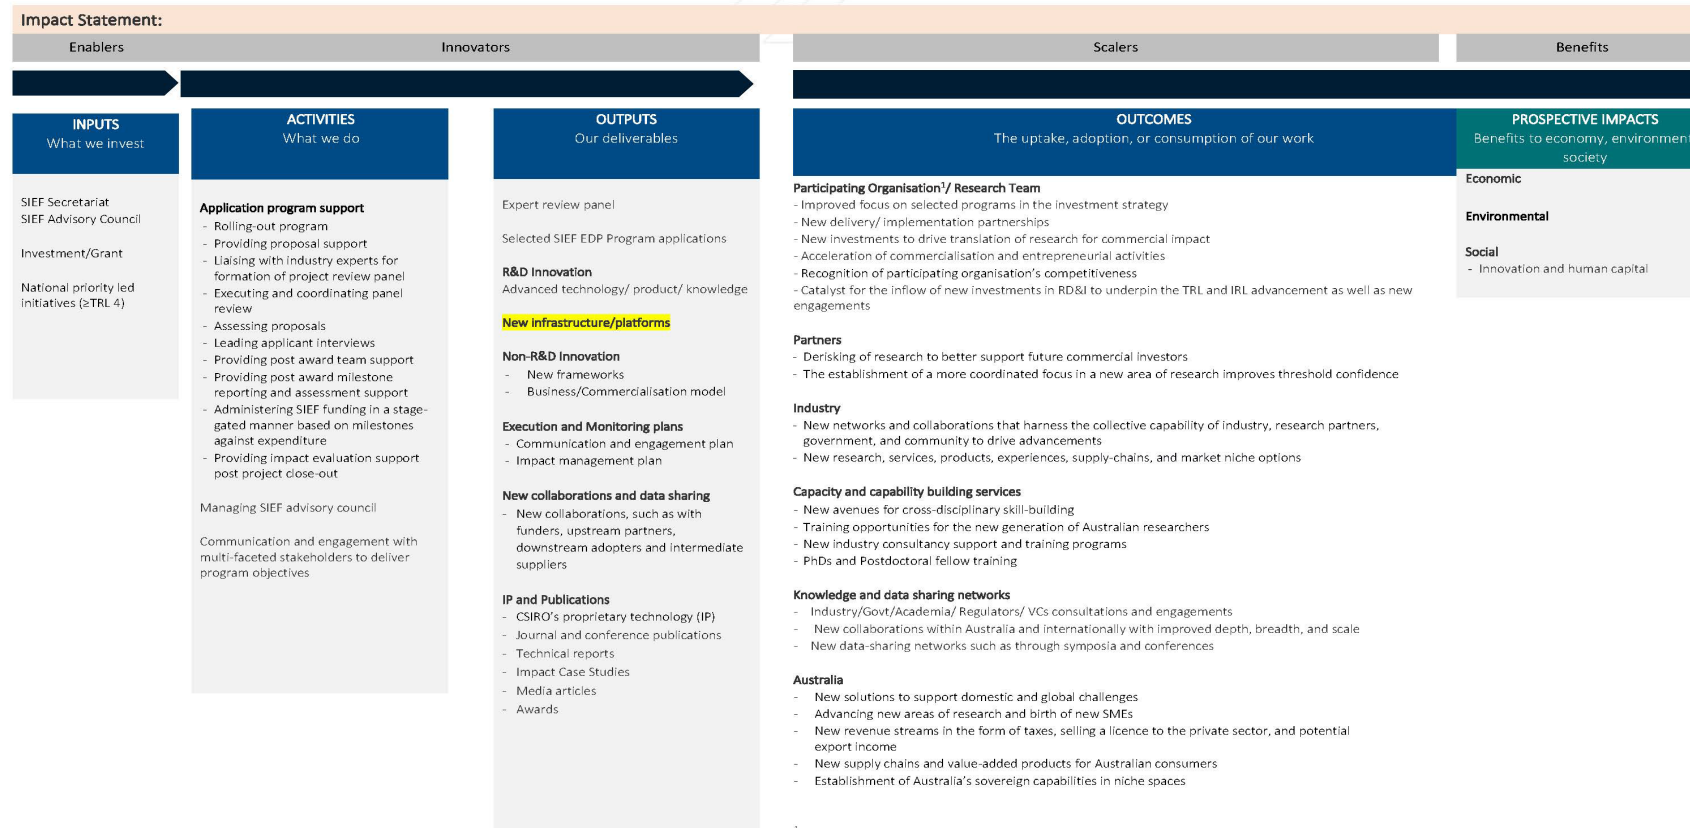 Impact Statement:
Enablers
Innovators
Scalers
Benefits
INPUTS
What we invest
SIEF Secretariat
SIEF Advisory Council
Investment/Grant
National priority led
initiatives (≥TRL 4)
ACTIVITIES
What we do
Application program support
- Rolling-out program
- Providing proposal support
- Liaising with industry experts for
formation of project review panel
- Executing and coordinating panel
review
- Assessing proposals
- Leading applicant interviews
- Providing post award team support
- Providing post award milestone
reporting and assessment support
- Administering SIEF funding in a stage-
gated manner based on milestones
against expenditure
- Providing impact evaluation support
post project close-out
Managing SIEF advisory council
Communication and engagement with
multi-faceted stakeholders to deliver
program objectives
OUTPUTS
Our deliverables
Expert review panel
Selected SIEF EDP Program applications
R&D Innovation
Advanced technology/ product/ knowledge
New infrastructure/platforms
Non-R&D Innovation
- New frameworks
- Business/Commercialisation model
Execution and Monitoring plans
- Communication and engagement plan
- Impact management plan
New collaborations and data sharing
- New collaborations, such as with
funders, upstream partners,
downstream adopters and intermediate
suppliers
IP and Publications
- CSIRO's proprietary technology (IP)
- Journal and conference publications
- Technical reports
- Impact Case Studies
- Media articles
- Awards
OUTCOMES
The uptake, adoption, or consumption of our work
Participating Organisation¹/ Research Team
- Improved focus on selected programs in the investment strategy
- New delivery/ implementation partnerships
- New investments to drive translation of research for commercial impact
- Acceleration of commercialisation and entrepreneurial activities
- Recognition of participating organisation's competitiveness
- Catalyst for the inflow of new investments in RD&I to underpin the TRL and IRL advancement as well as new
engagements
Partners
- Derisking of research to better support future commercial investors
- The establishment of a more coordinated focus in a new area of research improves threshold confidence
Industry
- New networks and collaborations that harness the collective capability of industry, research partners,
government, and community to drive advancements
- New research, services, products, experiences, supply-chains, and market niche options
Capacity and capability building services
- New avenues for cross-disciplinary skill-building
- Training opportunities for the new generation of Australian researchers
- New industry consultancy support and training programs
- PhDs and Postdoctoral fellow training
Knowledge and data sharing networks
- Industry/Govt/Academia/ Regulators/ VCs consultations and engagements
- New collaborations within Australia and internationally with improved depth, breadth, and scale
- New data-sharing networks such as through symposia and conferences
Australia
- New solutions to support domestic and global challenges
- Advancing new areas of research and birth of new SMEs
- New revenue streams in the form of taxes, selling a licence to the private sector, and potential
export income
- New supply chains and value-added products for Australian consumers
- Establishment of Australia's sovereign capabilities in niche spaces
PROSPECTIVE IMPACTS
Benefits to economy, environment
society
Economic
Environmental
Social
- Innovation and human capital